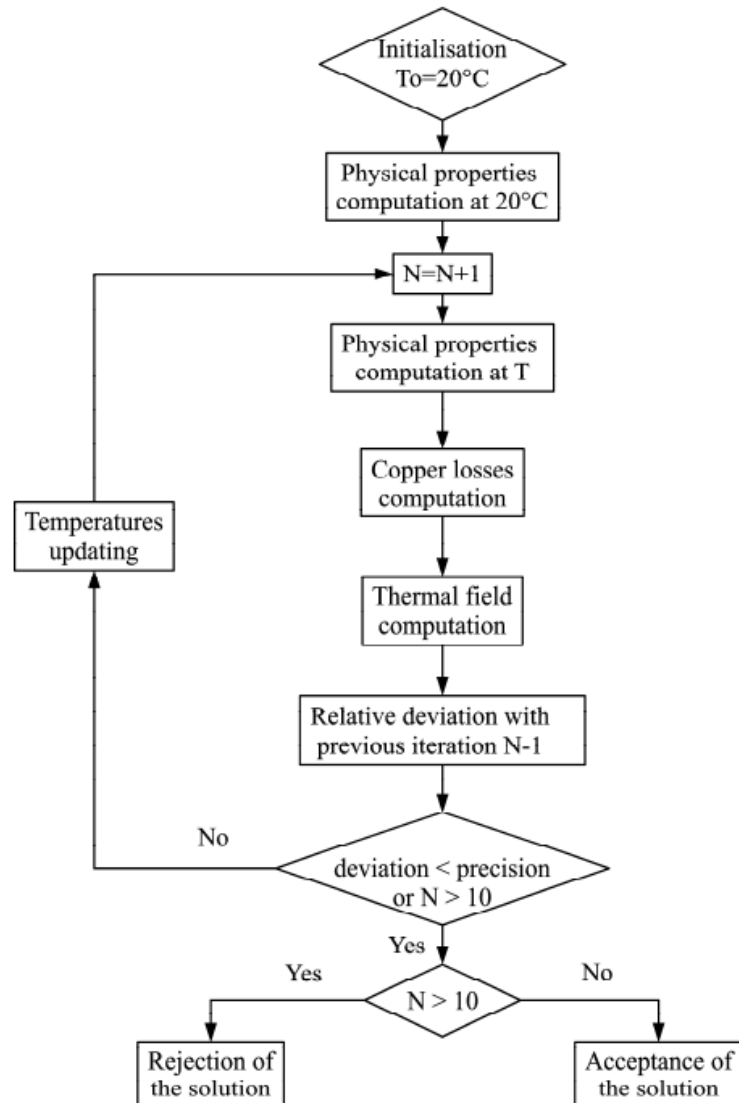 Initialisation
To=20°C
Physical properties
computation at 20°C
N=N+1
Physical properties
computation at T
Copper losses
computation
Temperatures
updating
Thermal field
computation
Relative deviation with
previous iteration N-1
No
deviation < precision
or N > 10
Yes
Yes
N > 10
No
Rejection of
the solution
Acceptance of
the solution